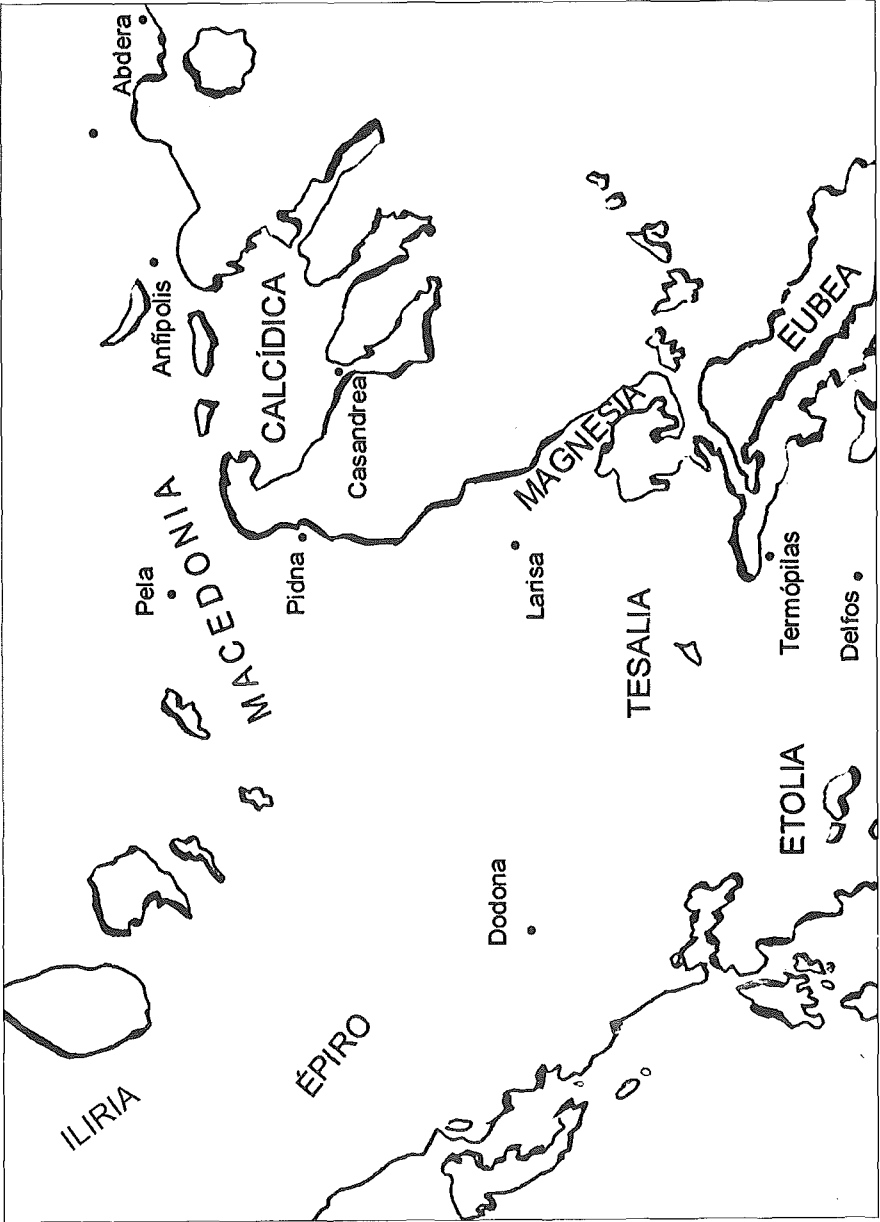 Abdera
Anfípolis
CALCÍDICA
Casandrea
Pela
MACEDONIA
Pidna
ILIRIA
ÉPIRO
Dodona
Larisa
MAGNESIA
TESALIA
EUBEA
Termópilas
ETOLIA
Delfos